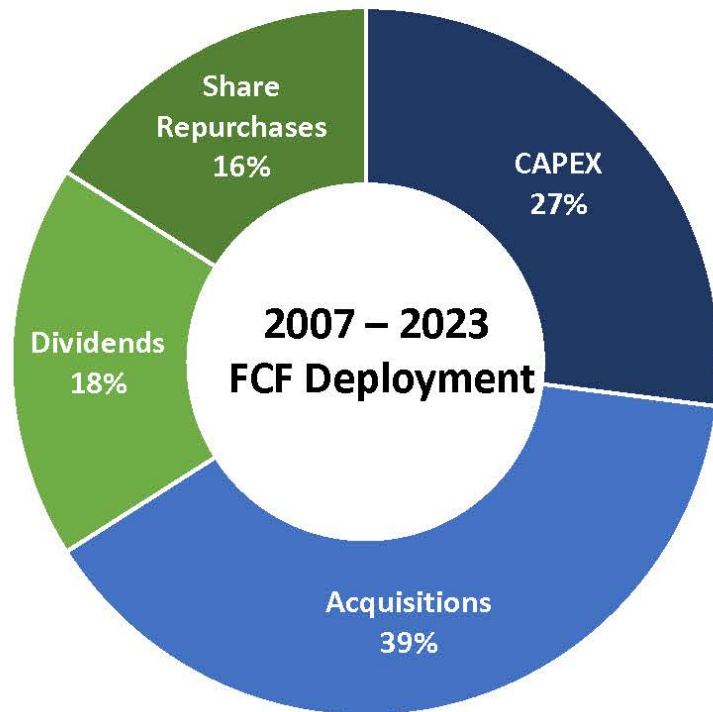 Share
Repurchases
16%
CAPEX
27%
2007 – 2023
FCF Deployment
Dividends
18%
Acquisitions
39%